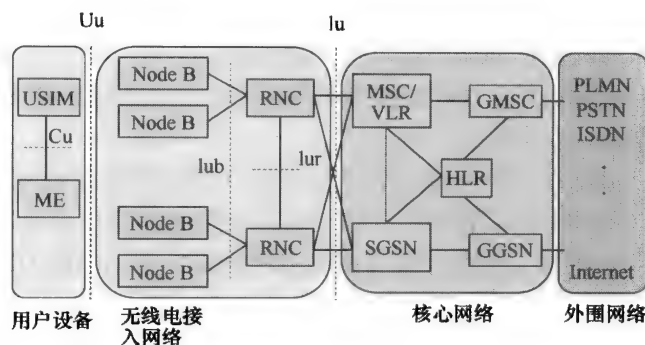 Uu
Iu
USIM
Cu
ME
Node B
Node B
RNC
Iub
Iur
Node B
Node B
RNC
MSC/
VLR
GMSC
HLR
SGSN
GGSN
PLMN
PSTN
ISDN
Internet
用户设备
无线电接
入网络
核心网络
外围网络